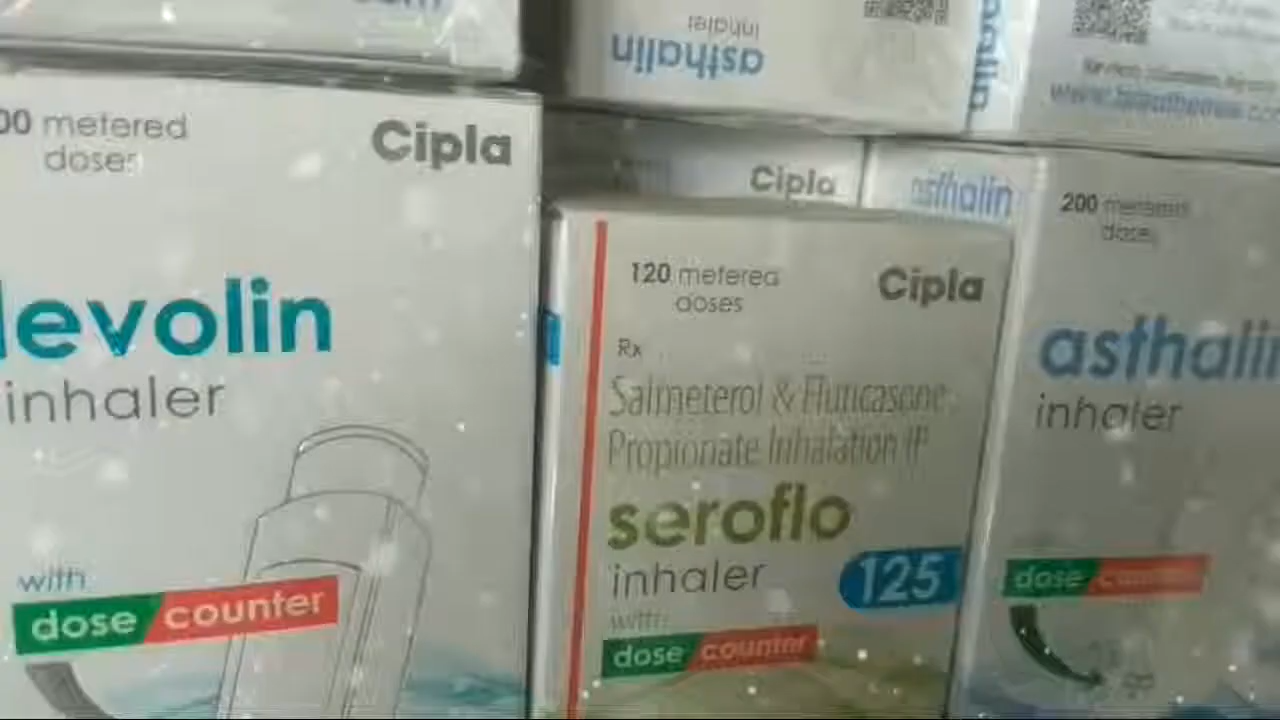 inhaler
asthalin
00 metered
doses
Cipla
levolin
inhaler
with
dose counter
Cipla
asthalin
120 metered
doses
Cipla
Rx
Salmeterol & Fluticasone
Propionate Inhalation IP
seroflo
inhaler
125
with
dose counter
200 metered
doses
asthalin
inhaler
dose counter